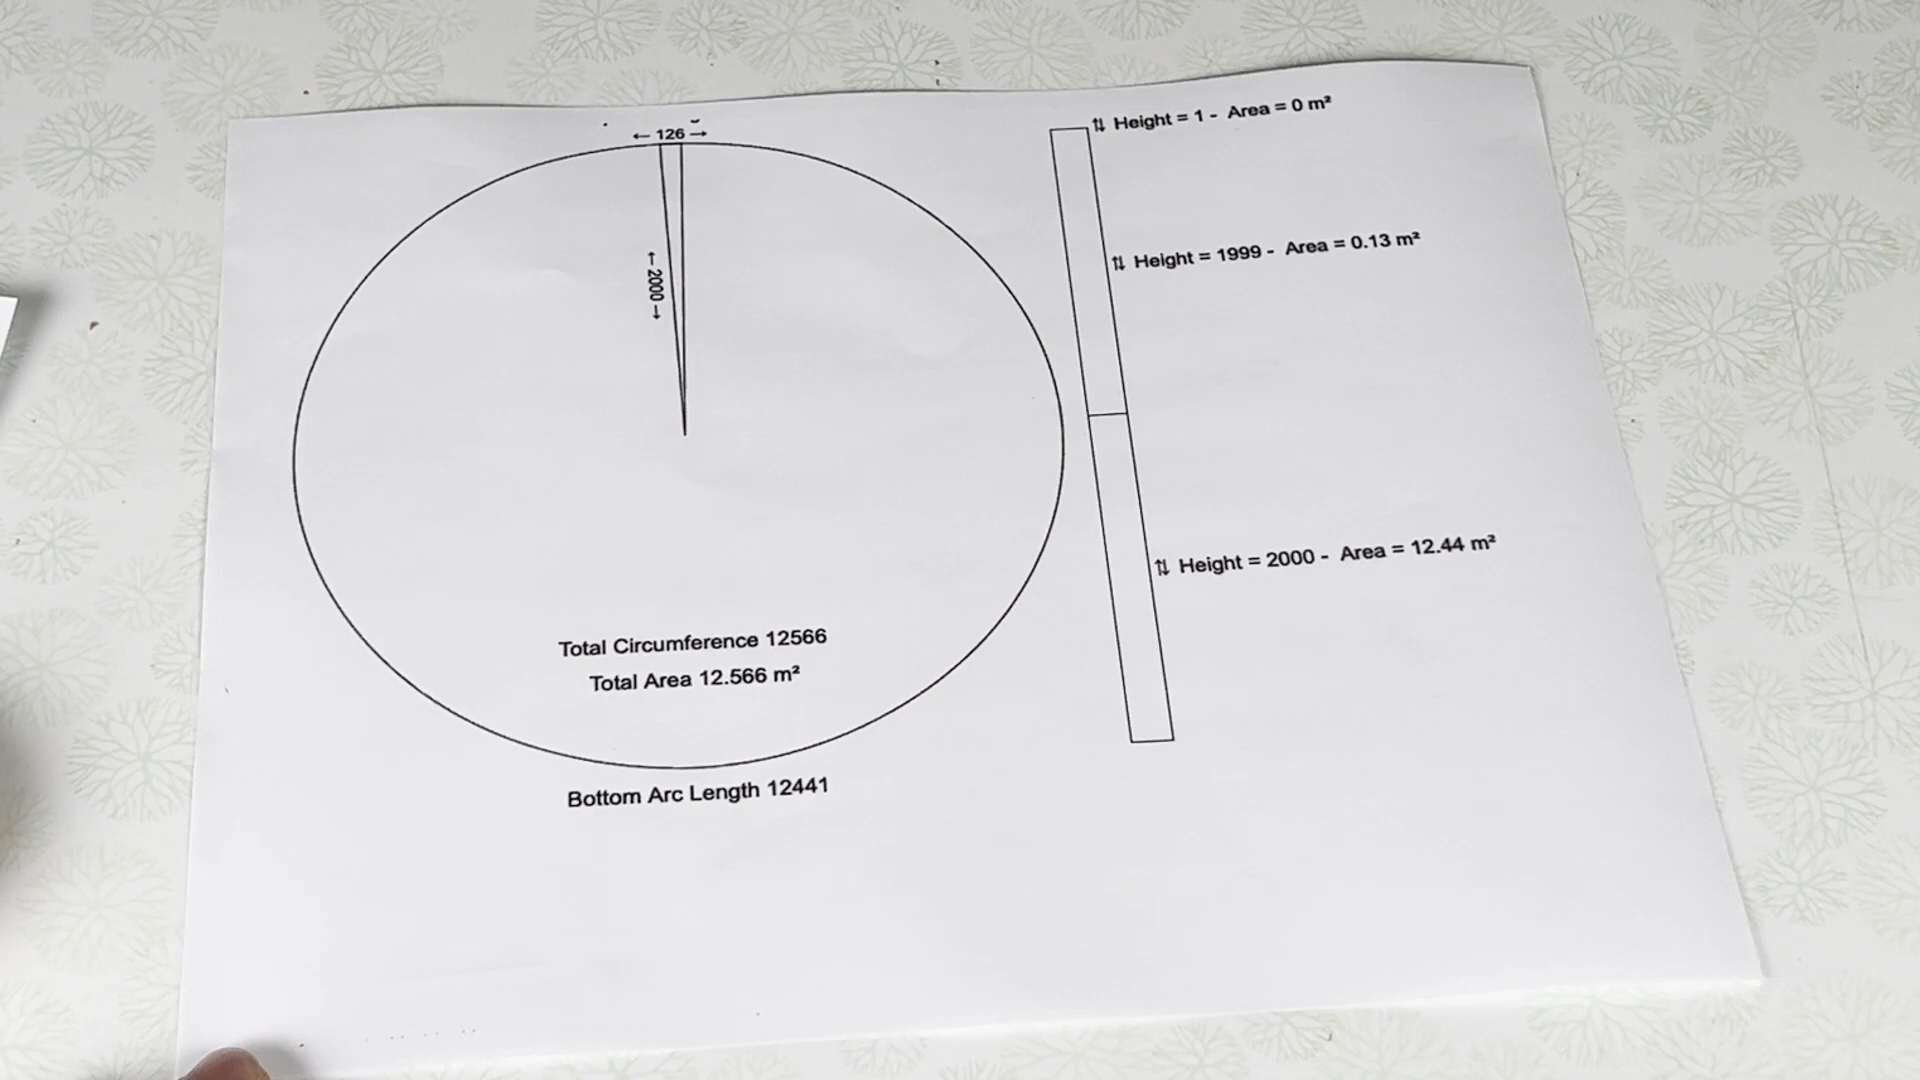 ← 126 →
← 2000 →
Total Circumference 12566
Total Area 12.566 m²
Bottom Arc Length 12441
⇅ Height = 1 - Area = 0 m²
⇅ Height = 1999 - Area = 0.13 m²
⇅ Height = 2000 - Area = 12.44 m²